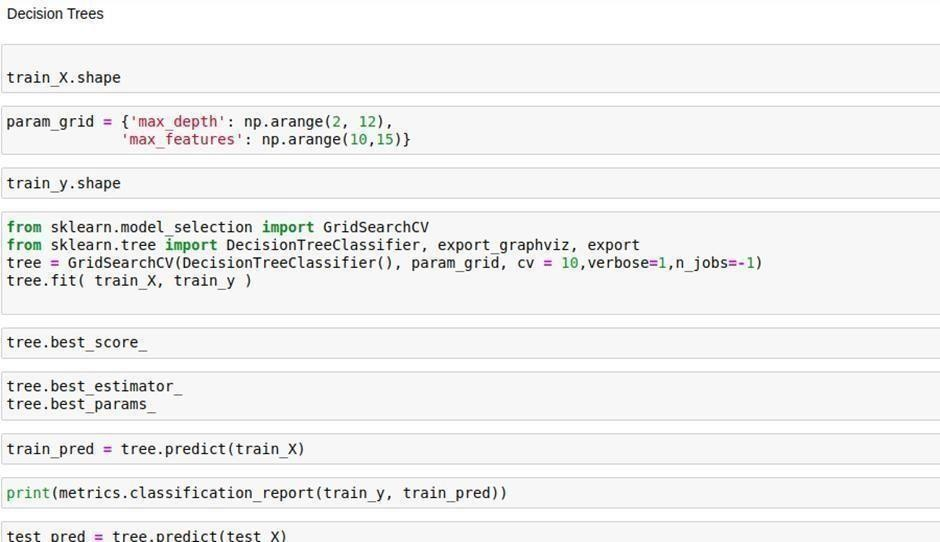 Decision Trees
train_X.shape
param_grid = {'max_depth': np.arange(2, 12),
'max_features': np.arange(10,15)}
train_y.shape
from sklearn.model_selection import GridSearchCV
from sklearn.tree import DecisionTreeClassifier, export_graphviz, export
tree = GridSearchCV(DecisionTreeClassifier(), param_grid, cv = 10,verbose=1,n_jobs=-1)
tree.fit( train_X, train_y )
tree.best_score_
tree.best_estimator_
tree.best_params_
train_pred = tree.predict(train_X)
print(metrics.classification_report(train_y, train_pred))
test_pred = tree.predict(test_X)